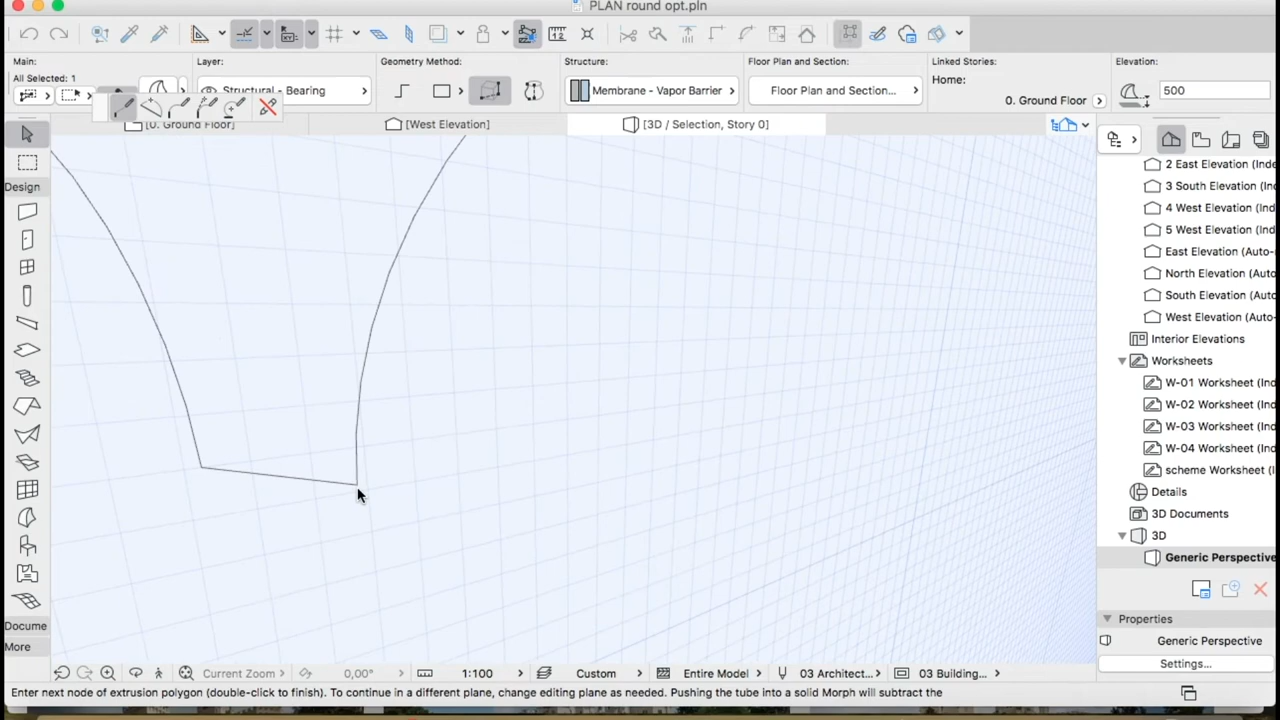 PLAN round opt.pln
Main:
All Selected: 1
Layer:
Structural - Bearing
Geometry Method:
Structure:
Membrane - Vapor Barrier
Floor Plan and Section:
Floor Plan and Section...
Linked Stories:
Home:
0. Ground Floor
Elevation:
500
[0. Ground Floor]
[West Elevation]
[3D / Selection, Story 0]
Design
Docume
More
2 East Elevation (Inde
3 South Elevation (Ind
4 West Elevation (Ind
5 West Elevation (Ind
East Elevation (Auto-
North Elevation (Auto
South Elevation (Auto
West Elevation (Auto-
Interior Elevations
Worksheets
W-01 Worksheet (Ind
W-02 Worksheet (Ind
W-03 Worksheet (Ind
W-04 Worksheet (Ind
scheme Worksheet (I
Details
3D Documents
3D
Generic Perspective
Properties
Generic Perspective
Settings...
Current Zoom
0,00°
1:100
Custom
Entire Model
03 Architect...
03 Building...
Enter next node of extrusion polygon (double-click to finish). To continue in a different plane, change editing plane as needed. Pushing the tube into a solid Morph will subtract the